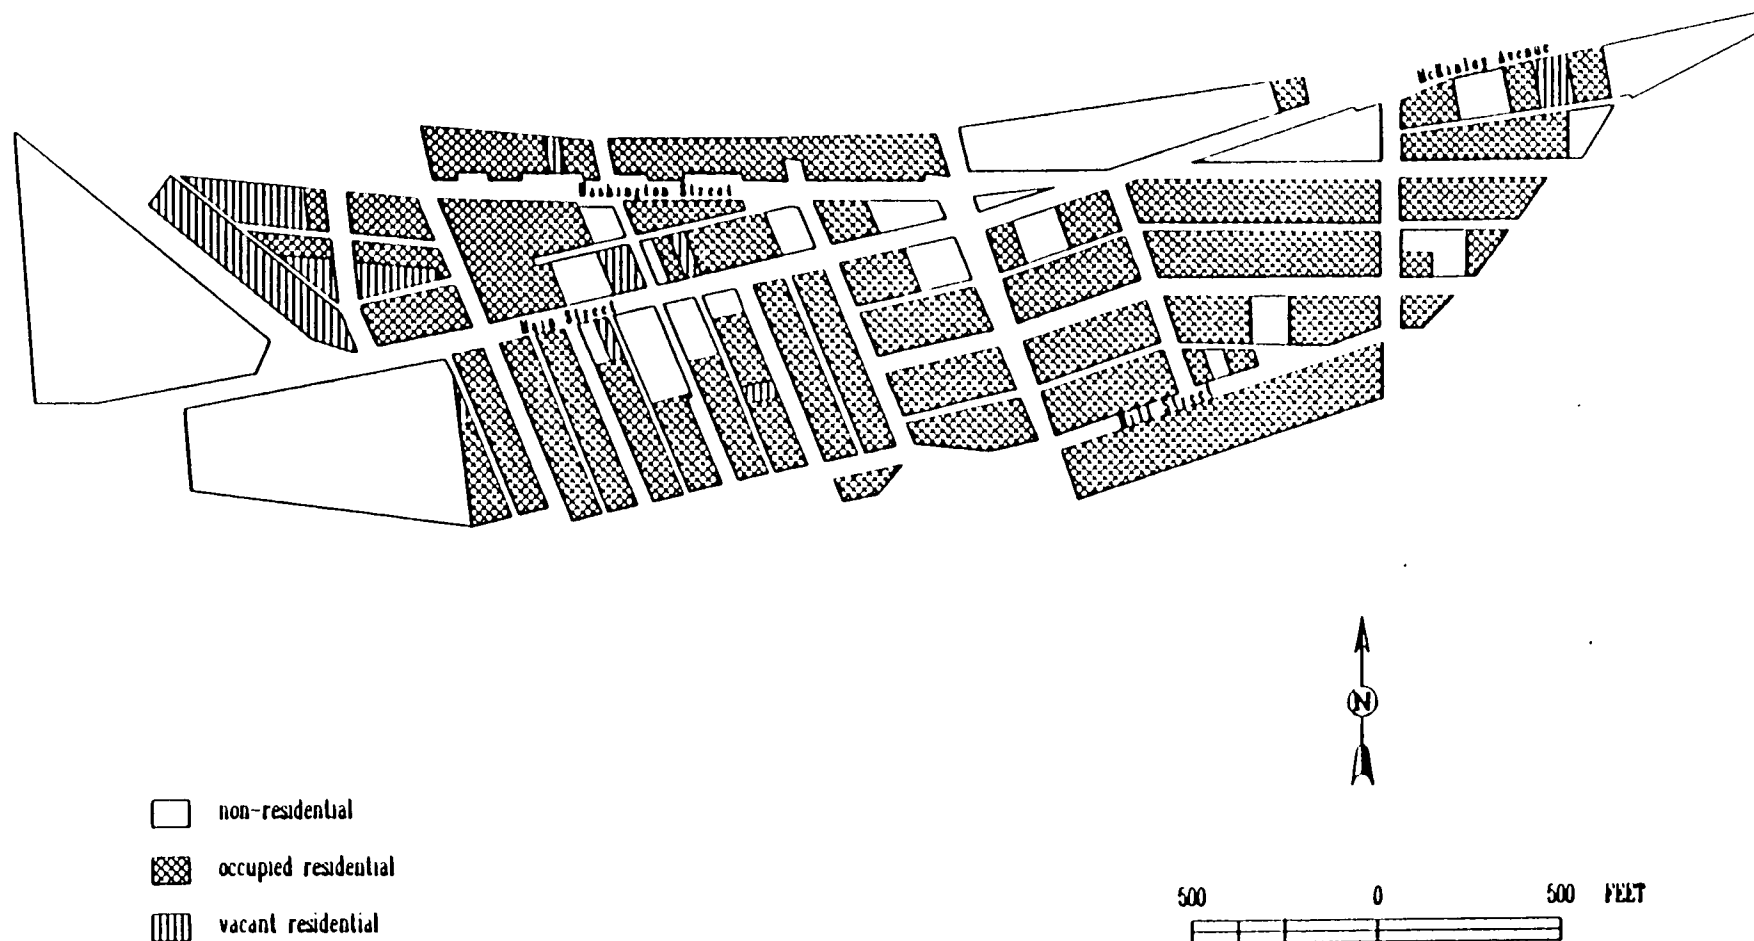 McKinley Avenue
Washington Street
Main Street
N
non-residential
occupied residential
vacant residential
500 0 500 FEET